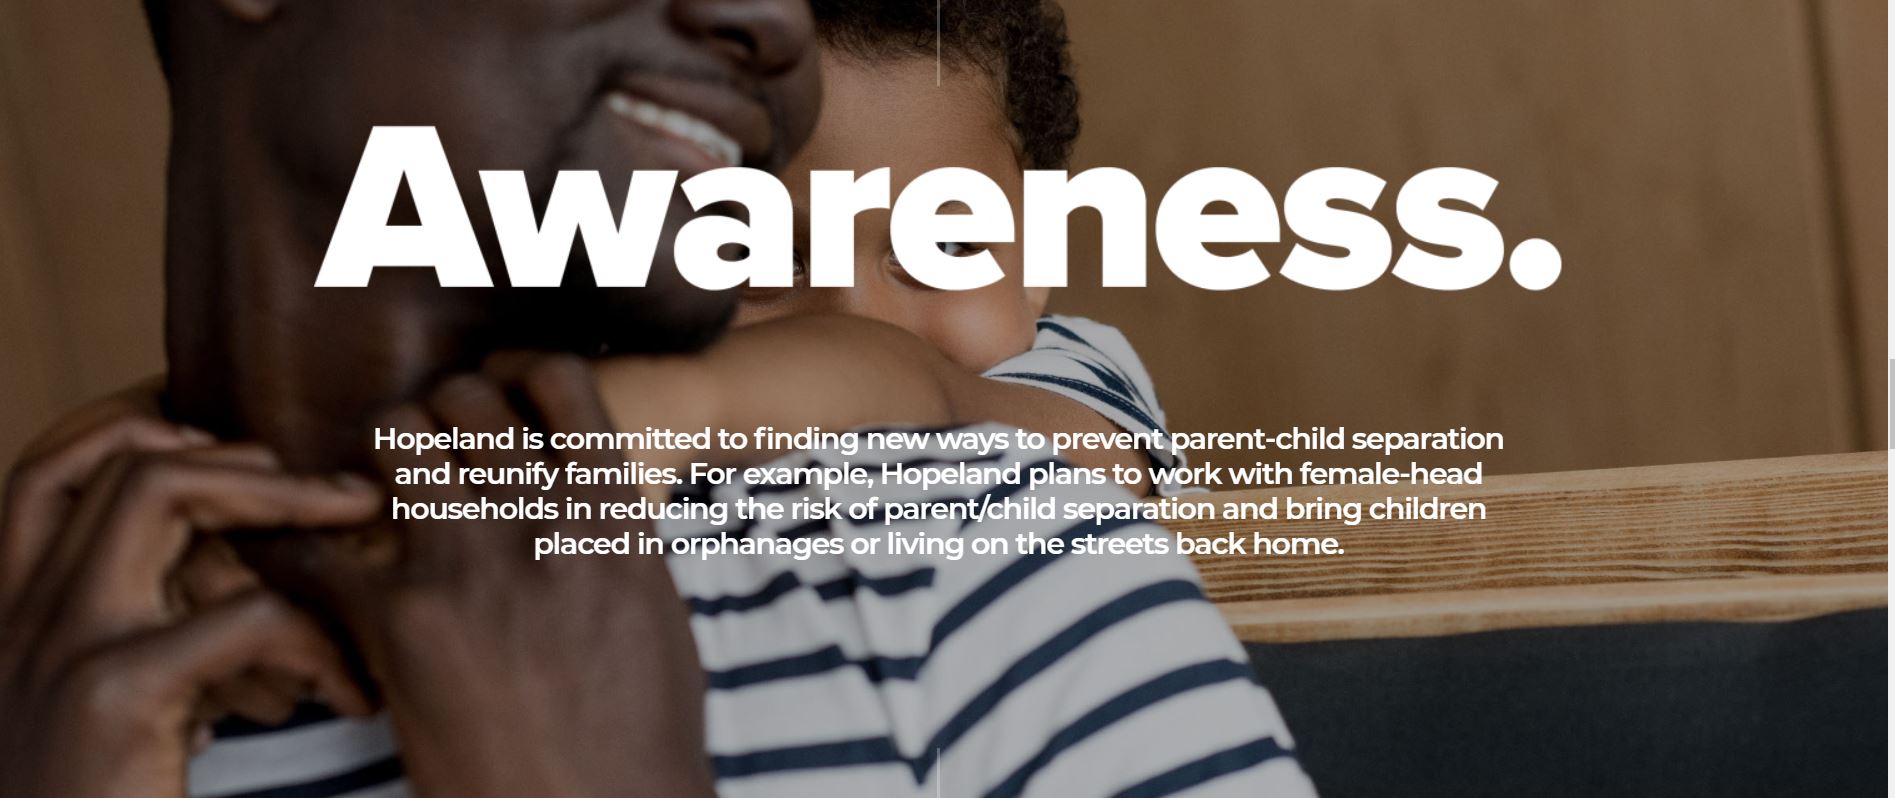 Awareness.
Hopeland is committed to finding new ways to prevent parent-child separation
and reunify families. For example, Hopeland plans to work with female-head
households in reducing the risk of parent/child separation and bring children
placed in orphanages or living on the streets back home.